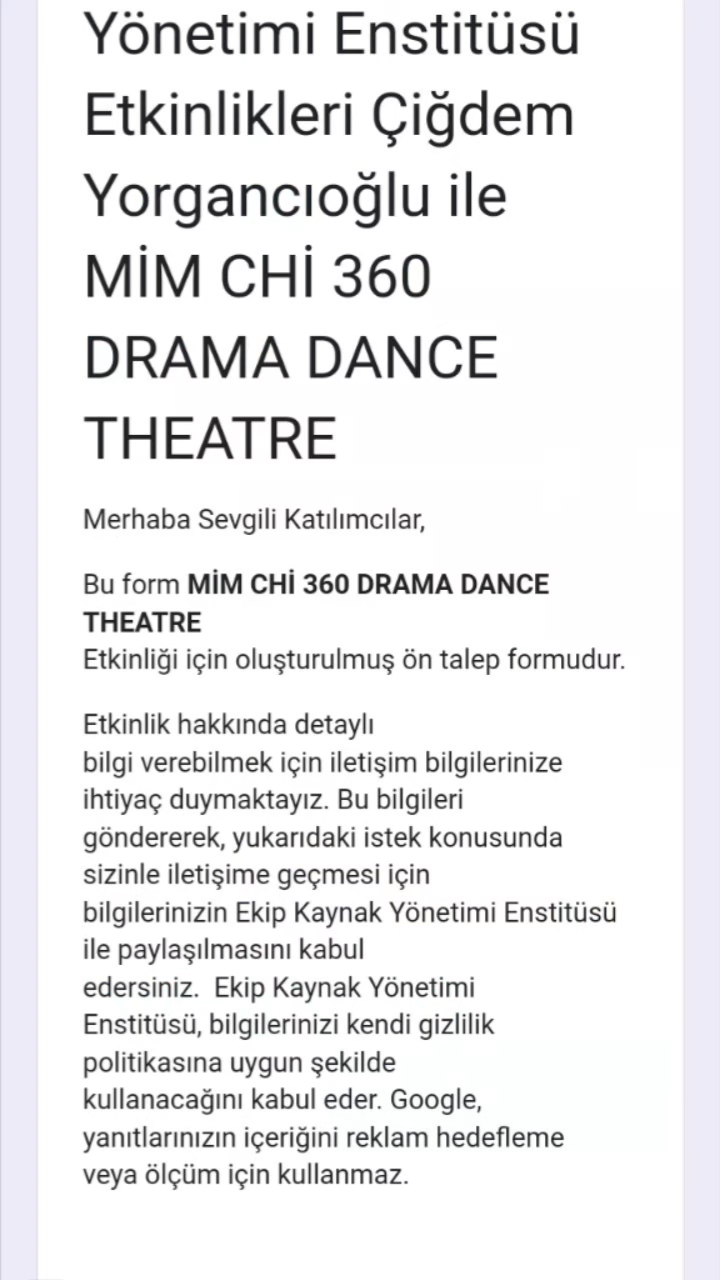 Yönetimi Enstitüsü
Etkinlikleri Çiğdem
Yorgancıoğlu ile
MİM CHİ 360
DRAMA DANCE
THEATRE
Merhaba Sevgili Katılımcılar,
Bu form MİM CHİ 360 DRAMA DANCE
THEATRE
Etkinliği için oluşturulmuş ön talep formudur.
Etkinlik hakkında detaylı
bilgi verebilmek için iletişim bilgilerinize
ihtiyaç duymaktayız. Bu bilgileri
göndererek, yukarıdaki istek konusunda
sizinle iletişime geçmesi için
bilgilerinizin Ekip Kaynak Yönetimi Enstitüsü
ile paylaşılmasını kabul
edersiniz.  Ekip Kaynak Yönetimi
Enstitüsü, bilgilerinizi kendi gizlilik
politikasına uygun şekilde
kullanacağını kabul eder. Google,
yanıtlarınızın içeriğini reklam hedefleme
veya ölçüm için kullanmaz.